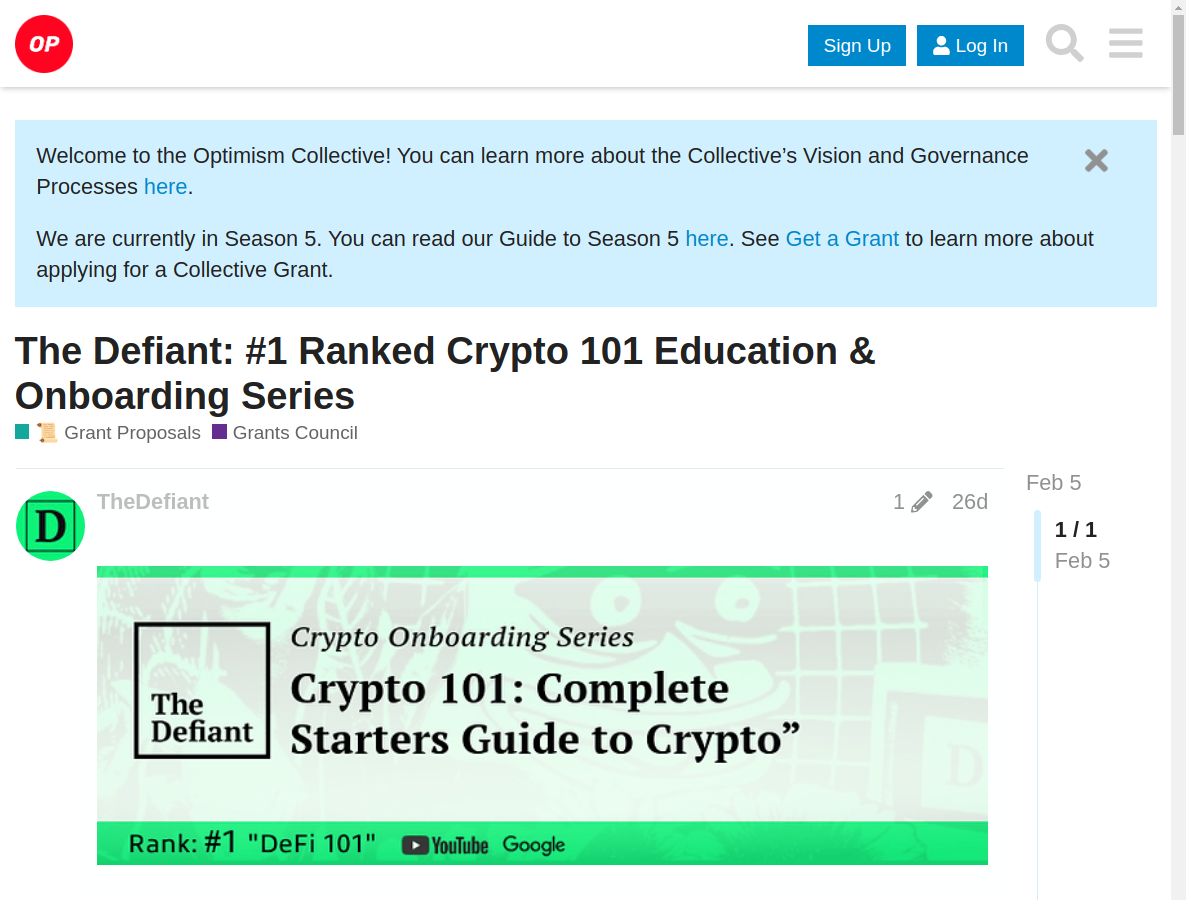 OP
Sign Up
Log In
Welcome to the Optimism Collective! You can learn more about the Collective’s Vision and Governance
Processes here.
We are currently in Season 5. You can read our Guide to Season 5 here. See Get a Grant to learn more about
applying for a Collective Grant.
The Defiant: #1 Ranked Crypto 101 Education &
Onboarding Series
Grant Proposals
Grants Council
D
TheDefiant
1
26d
Feb 5
1 / 1
Feb 5
Crypto Onboarding Series
The
Defiant
Crypto 101: Complete
Starters Guide to Crypto”
D
Rank: #1 "DeFi 101"
YouTube
Google